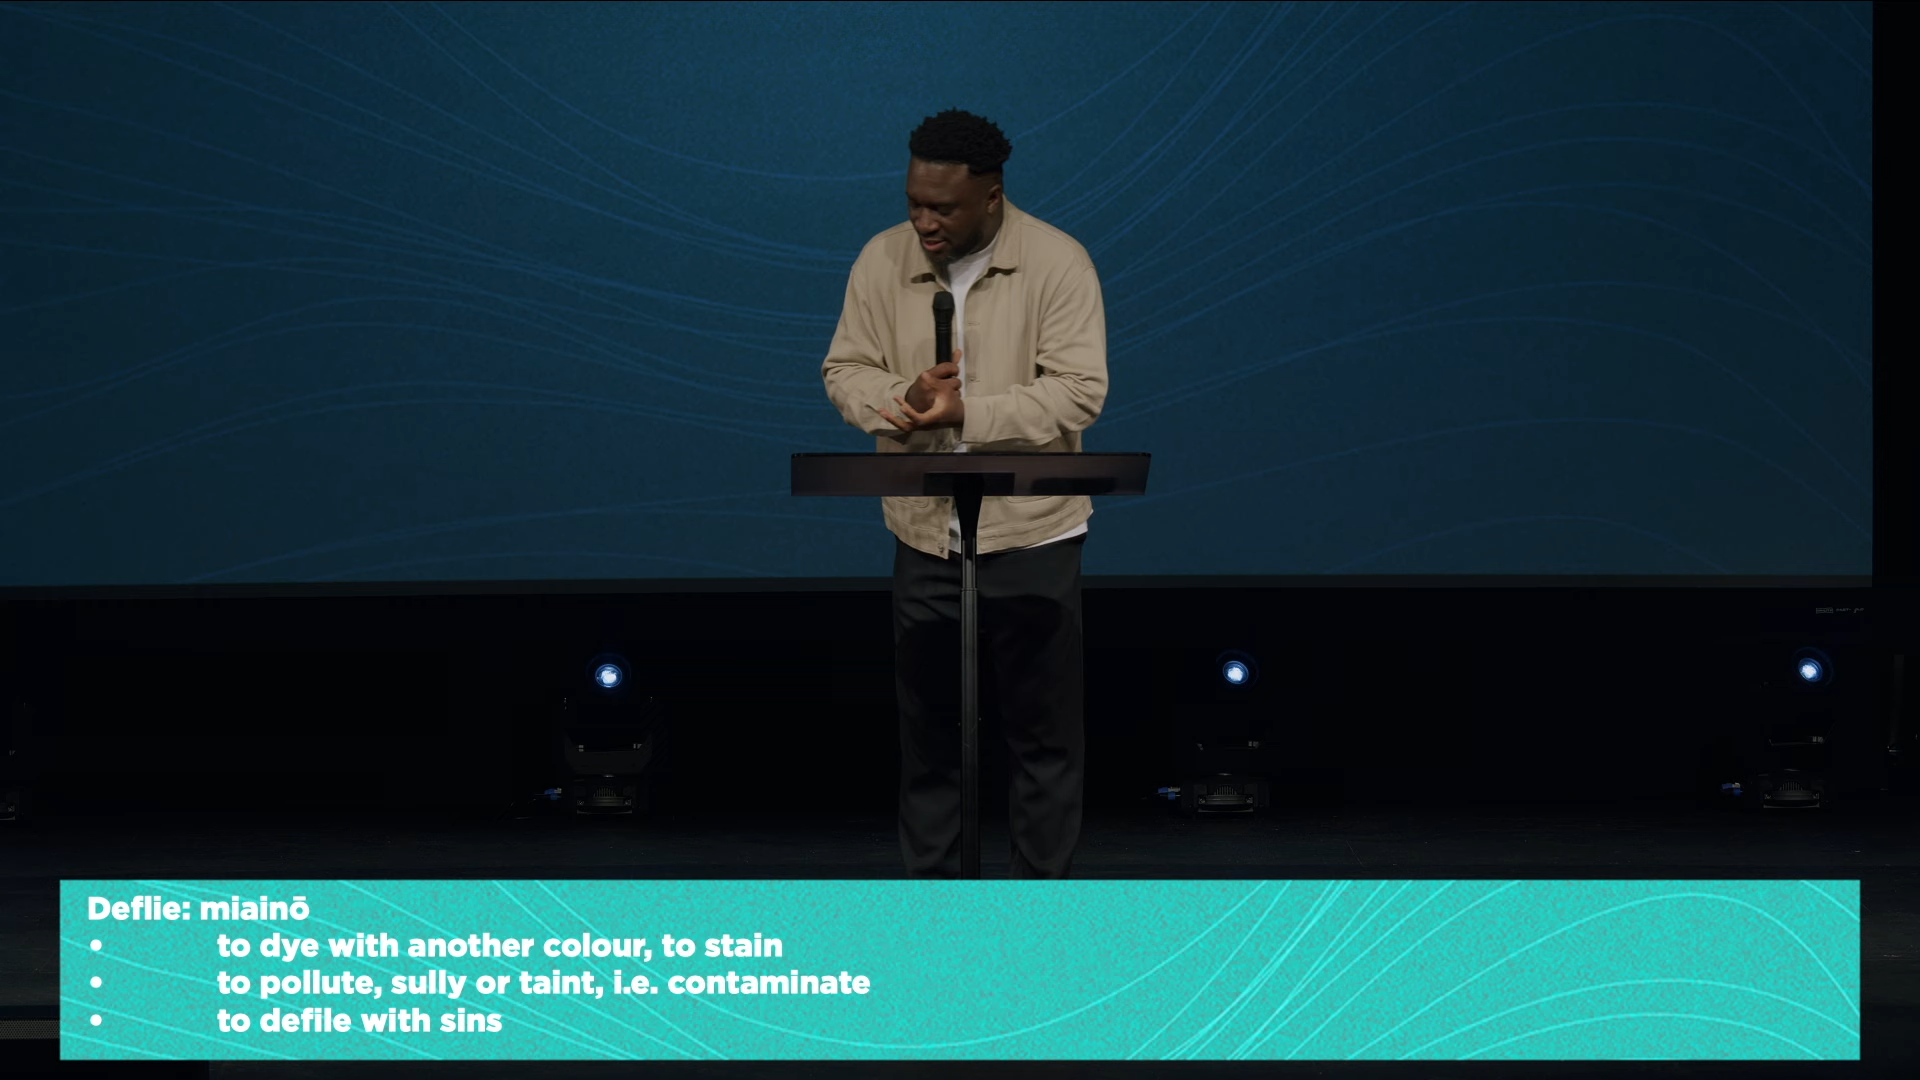 Deflie: miainō
• to dye with another colour, to stain
• to pollute, sully or taint, i.e. contaminate
• to defile with sins